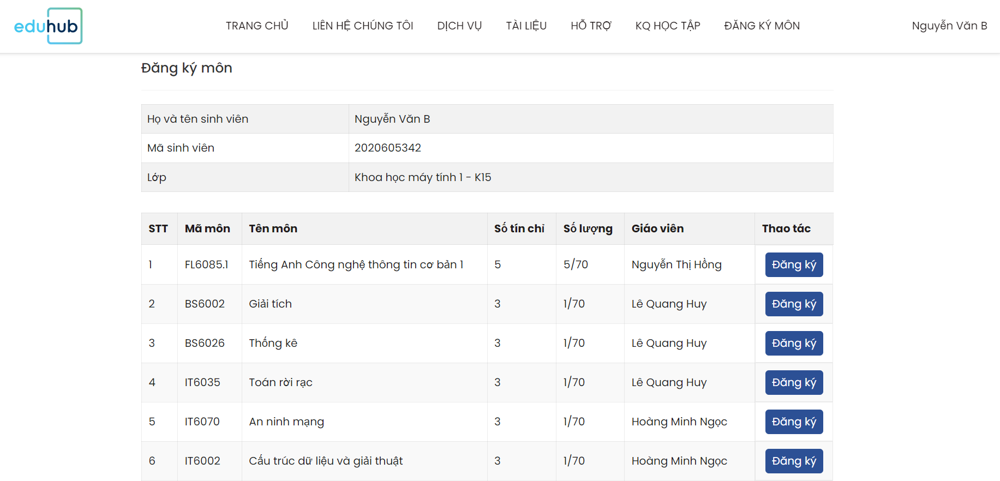 eduhub
TRANG CHỦ LIÊN HỆ CHÚNG TÔI DỊCH VỤ TÀI LIỆU HỖ TRỢ KQ HỌC TẬP ĐĂNG KÝ MÔN Nguyễn Văn B
Đăng ký môn
Họ và tên sinh viên Nguyễn Văn B
Mã sinh viên 2020605342
Lớp Khoa học máy tính 1 - K15
STT Mã môn Tên môn Số tín chỉ Số lượng Giáo viên Thao tác
1 FL6085.1 Tiếng Anh Công nghệ thông tin cơ bản 1 5 5/70 Nguyễn Thị Hồng Đăng ký
2 BS6002 Giải tích 3 1/70 Lê Quang Huy Đăng ký
3 BS6026 Thống kê 3 1/70 Lê Quang Huy Đăng ký
4 IT6035 Toán rời rạc 3 1/70 Lê Quang Huy Đăng ký
5 IT6070 An ninh mạng 3 1/70 Hoàng Minh Ngọc Đăng ký
6 IT6002 Cấu trúc dữ liệu và giải thuật 3 1/70 Hoàng Minh Ngọc Đăng ký